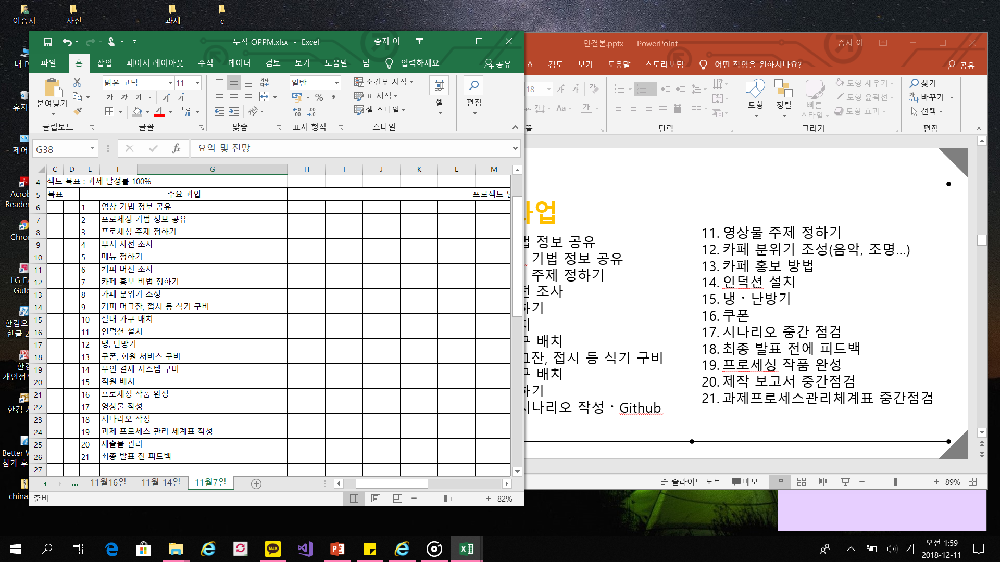 이승지
사진
과제
c
누적 OPPM.xlsx - Excel
승지 이
연결본.pptx - PowerPoint
승지 이
파일
홈
삽입
페이지 레이아웃
수식
데이터
검토
보기
도움말
팀
입력하세요
공유
쇼
검토
보기
도움말
스토리보딩
어떤 작업을 원하시나요?
공유
붙여넣기
클립보드
맑은 고딕
11
가 가 가
글꼴
맞춤
일반
표시 형식
조건부 서식
표 서식
셀 스타일
스타일
셀
편집
18
단락
도형
정렬
빠른
스타일
도형 채우기
도형 윤곽선
도형 효과
그리기
찾기
바꾸기
선택
편집
G38
요약 및 전망
C D E F G H I J K L M
4 젝트 목표 : 과제 달성률 100%
5 목표 주요 과업 프로젝트
6 1 영상 기법 정보 공유
7 2 프로세싱 기법 정보 공유
8 3 프로세싱 주제 정하기
9 4 부지 사전 조사
10 5 메뉴 정하기
11 6 커피 머신 조사
12 7 카페 홍보 비법 정하기
13 8 카페 분위기 조성
14 9 커피 머그잔, 접시 등 식기 구비
15 10 실내 가구 배치
16 11 인덕션 설치
17 12 냉, 난방기
18 13 쿠폰, 회원 서비스 구비
19 14 무인 결제 시스템 구비
20 15 직원 배치
21 16 프로세싱 작품 완성
22 17 영상물 작성
23 18 시나리오 작성
24 19 과제 프로세스 관리 체계표 작성
25 20 제출물 관리
26 21 최종 발표 전 피드백
27
... 11월16일 11월 14일 11월7일
준비
82%
업
정보 공유
기법 정보 공유
주제 정하기
조사
하기
배치
그잔, 접시 등 식기 구비
배치
하기
시나리오 작성 · Github
11. 영상물 주제 정하기
12. 카페 분위기 조성(음악, 조명...)
13. 카페 홍보 방법
14. 인덕션 설치
15. 냉 · 난방기
16. 쿠폰
17. 시나리오 중간 점검
18. 최종 발표 전에 피드백
19. 프로세싱 작품 완성
20. 제작 보고서 중간점검
21. 과제프로세스관리체계표 중간점검
슬라이드 노트
메모
89%
내 P
휴지
제어
Acrob
Reader
Chron
LG Ea
Guid
한컴오
한글 2
한컴
개인정보
한컴 시
Better W
참가 후
china
TALK
가
오전 1:59
2018-12-11